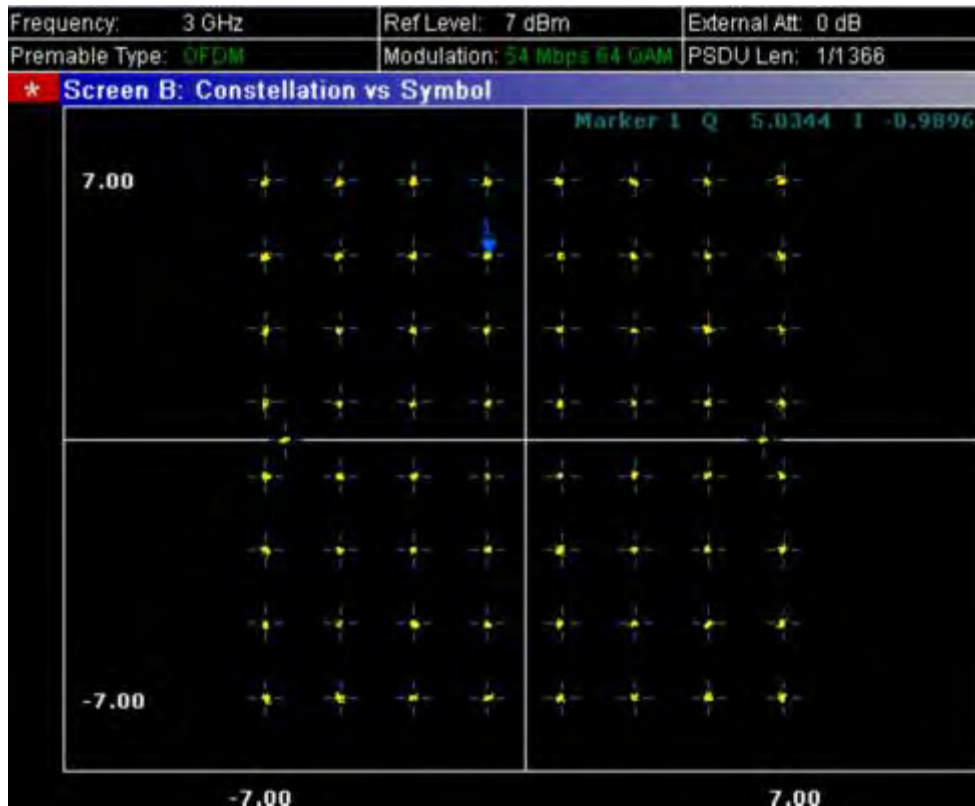 Frequency: 3 GHz Ref Level: 7 dBm External Att: 0 dB
Premable Type: OFDM Modulation: 54 Mbps 64 QAM PSDU Len: 1/1366
* Screen B: Constellation vs Symbol
Marker 1 Q 5.0344 I -0.9896
7.00
1
-7.00
-7.00 7.00